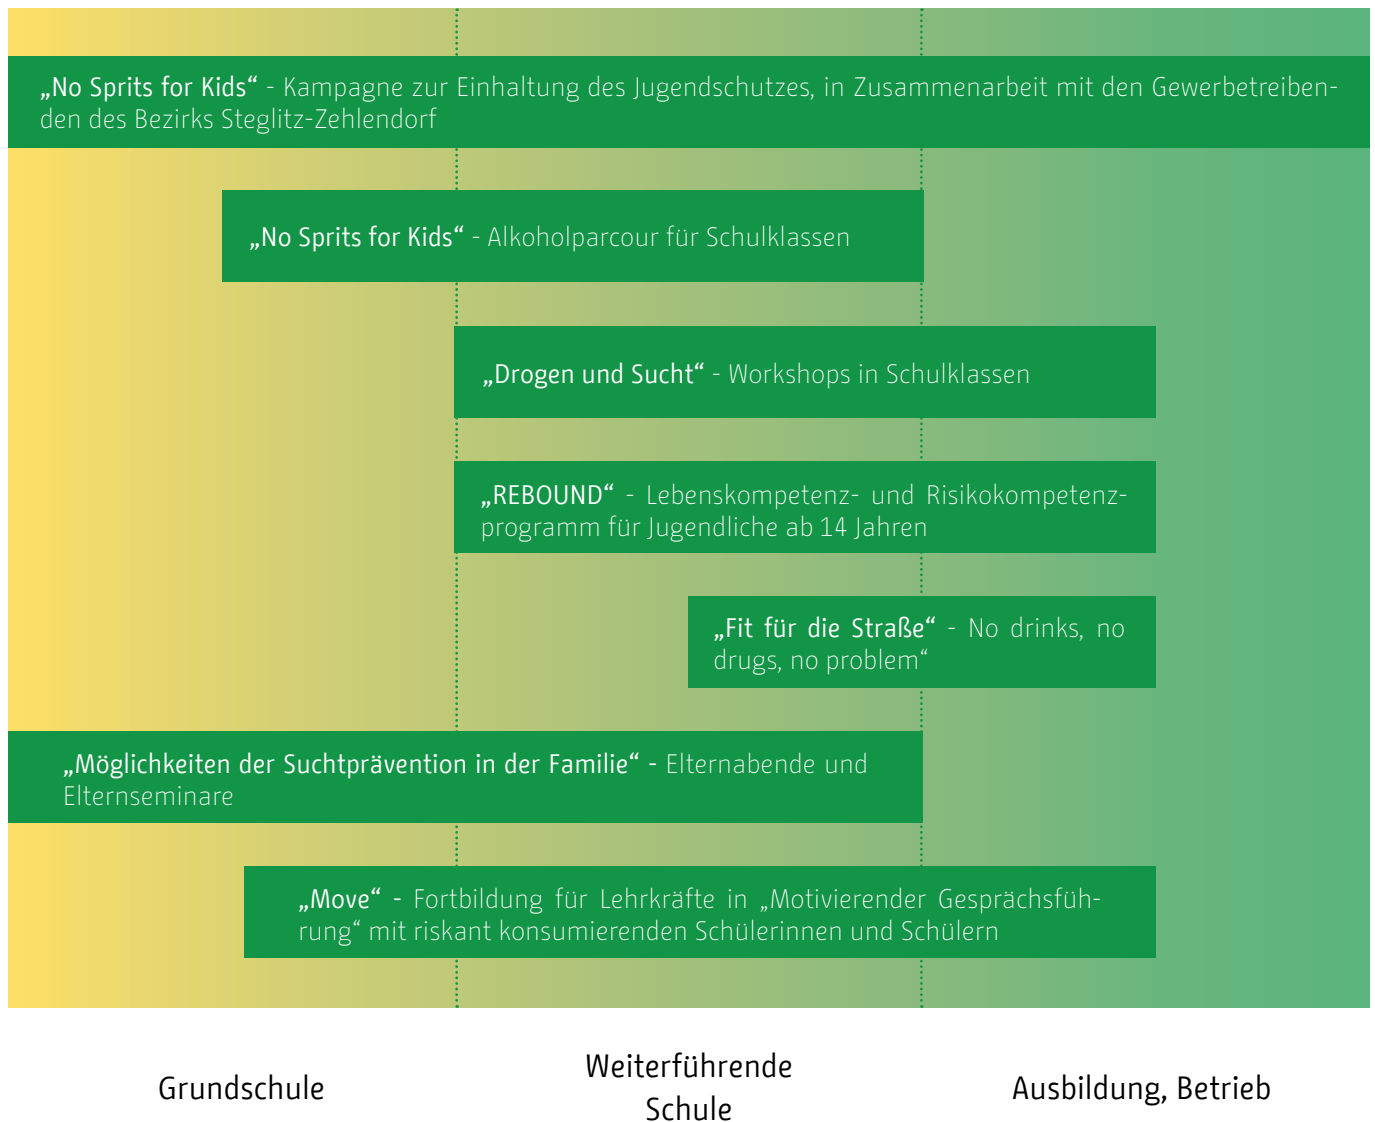 „No Sprits for Kids“ - Kampagne zur Einhaltung des Jugendschutzes, in Zusammenarbeit mit den Gewerbetreiben-
den des Bezirks Steglitz-Zehlendorf
„No Sprits for Kids“ - Alkoholparcour für Schulklassen
„Drogen und Sucht“ - Workshops in Schulklassen
„REBOUND“ - Lebenskompetenz- und Risikokompetenz-
programm für Jugendliche ab 14 Jahren
„Fit für die Straße“ - No drinks, no
drugs, no problem“
„Möglichkeiten der Suchtprävention in der Familie“ - Elternabende und
Elternseminare
„Move“ - Fortbildung für Lehrkräfte in „Motivierender Gesprächsfüh-
rung“ mit riskant konsumierenden Schülerinnen und Schülern
Grundschule
Weiterführende
Schule
Ausbildung, Betrieb